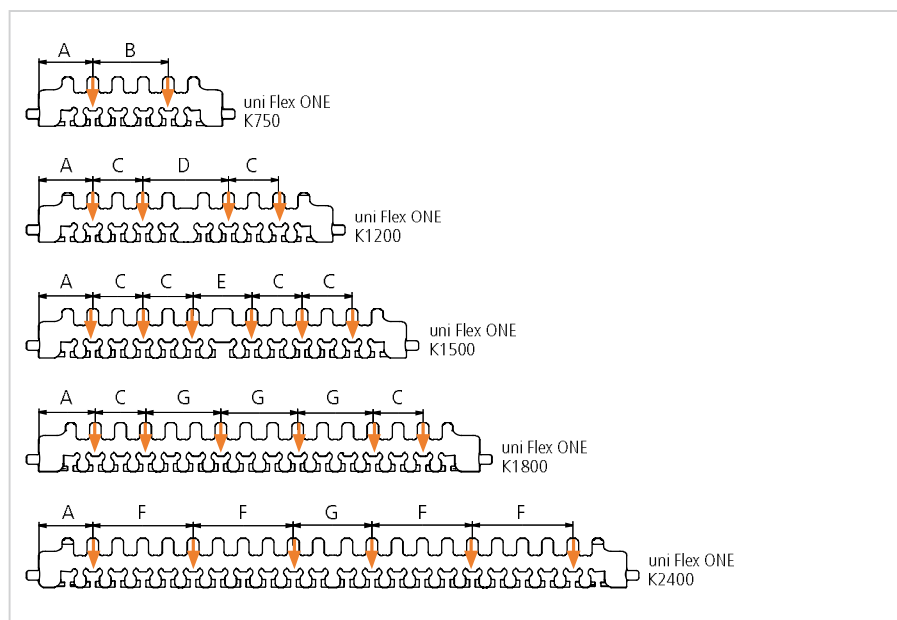 A B
uni Flex ONE
K750
A C D C
uni Flex ONE
K1200
A C C E C C
uni Flex ONE
K1500
A C G G G C
uni Flex ONE
K1800
A F F G F F
uni Flex ONE
K2400